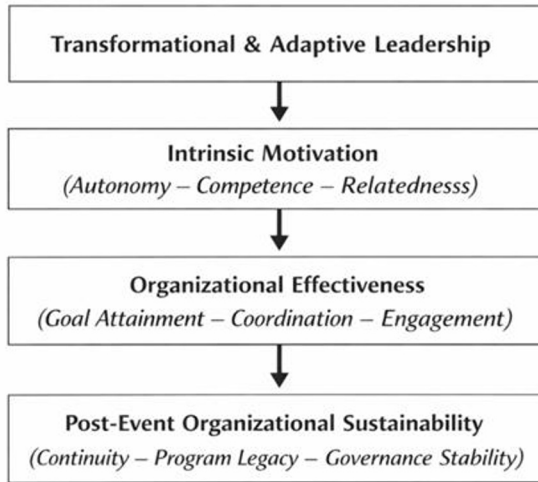 Transformational & Adaptive Leadership
Intrinsic Motivation
(Autonomy – Competence – Relatednesss)
Organizational Effectiveness
(Goal Attainment – Coordination – Engagement)
Post-Event Organizational Sustainability
(Continuity – Program Legacy – Governance Stability)